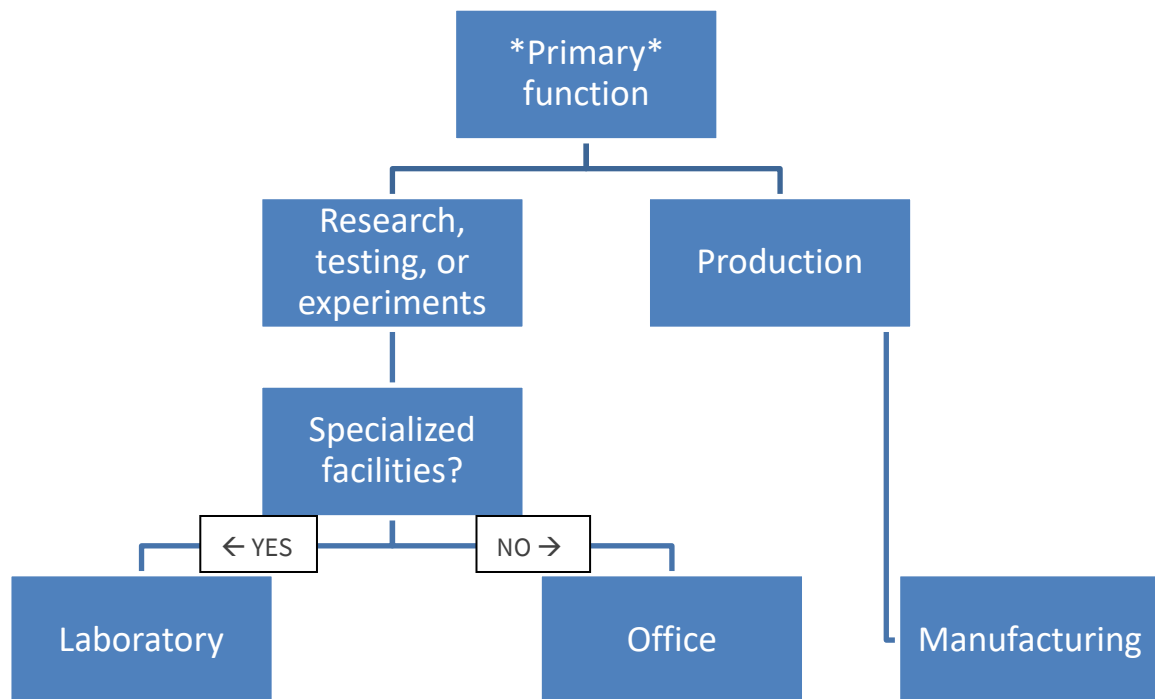 *Primary*
function
Research,
testing, or
experiments
Production
Specialized
facilities?
← YES
NO →
Laboratory
Office
Manufacturing